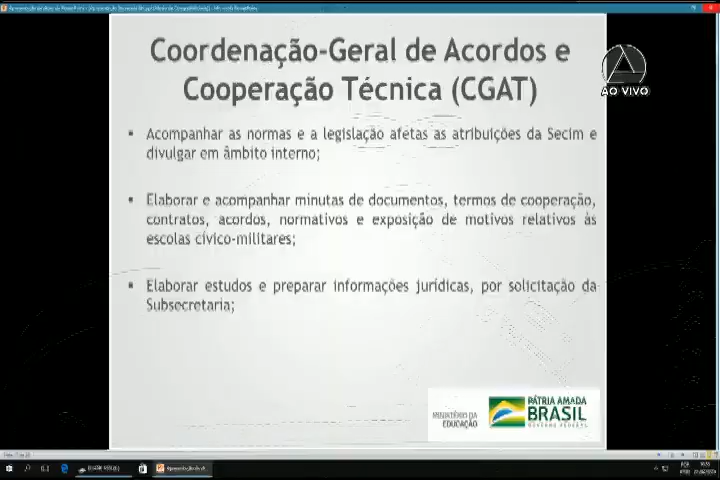 Coordenação-Geral de Acordos e
Cooperação Técnica (CGAT)
AO VIVO
▪ Acompanhar as normas e a legislação afetas as atribuições da Secim e
divulgar em âmbito interno;
▪ Elaborar e acompanhar minutas de documentos, termos de cooperação,
contratos, acordos, normativos e exposição de motivos relativos às
escolas cívico-militares;
▪ Elaborar estudos e preparar informações jurídicas, por solicitação da
Subsecretaria;
MINISTÉRIO DA
EDUCAÇÃO
PÁTRIA AMADA
BRASIL
GOVERNO FEDERAL